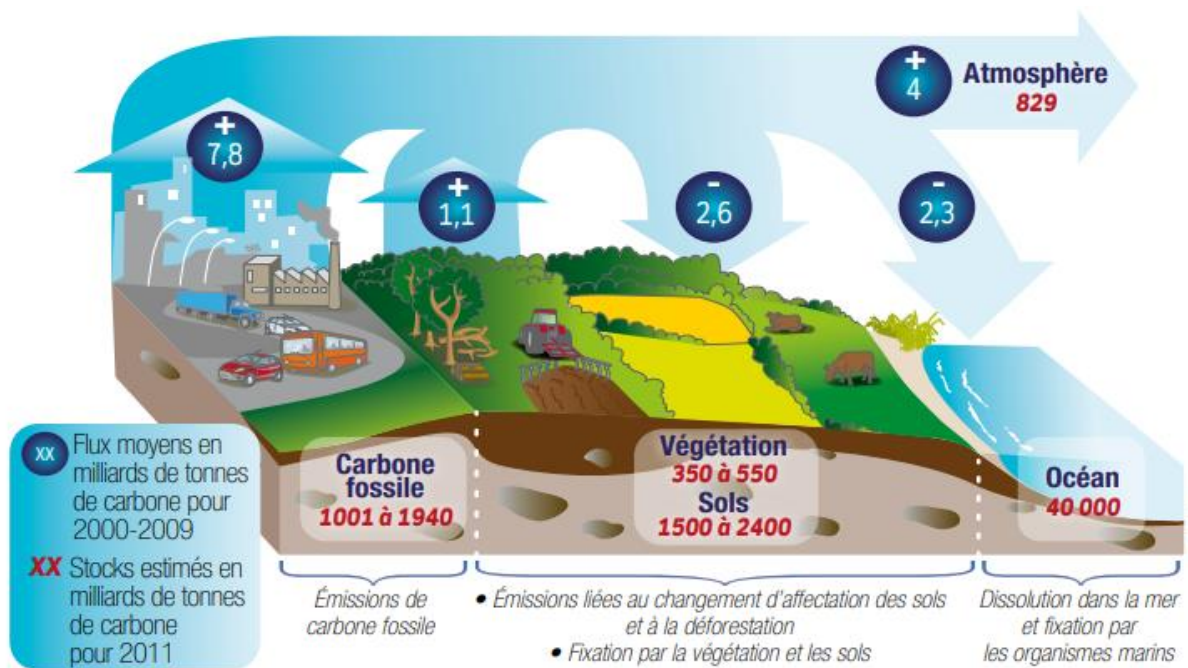 +
4
Atmosphère
829
+
7,8
+
1,1
-
2,6
-
2,3
XX Flux moyens en
milliards de tonnes
de carbone pour
2000-2009
XX Stocks estimés en
milliards de tonnes
de carbone
pour 2011
Carbone
fossile
1001 à 1940
Végétation
350 à 550
Sols
1500 à 2400
Océan
40 000
Émissions de
carbone fossile
• Émissions liées au changement d'affectation des sols
et à la déforestation
• Fixation par la végétation et les sols
Dissolution dans la mer
et fixation par
les organismes marins